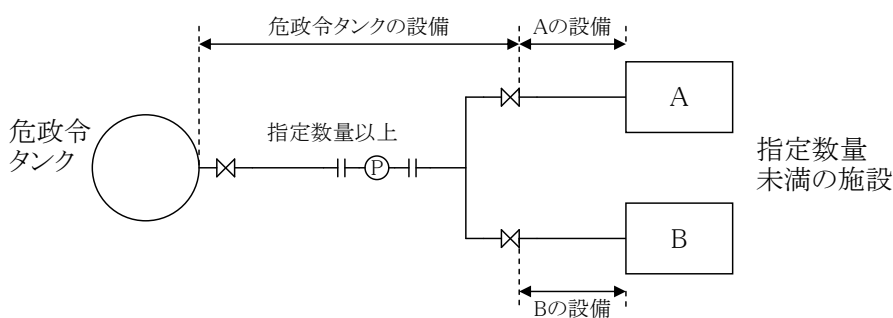 危政令タンクの設備
Aの設備
危政令
タンク
指定数量以上
P
A
指定数量
未満の施設
B
Bの設備